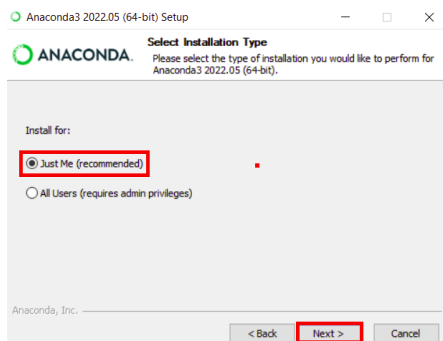 Anaconda3 2022.05 (64-bit) Setup
ANACONDA.
Select Installation Type
Please select the type of installation you would like to perform for
Anaconda3 2022.05 (64-bit).
Install for:
Just Me (recommended)
All Users (requires admin privileges)
Anaconda, Inc.
< Back
Next >
Cancel